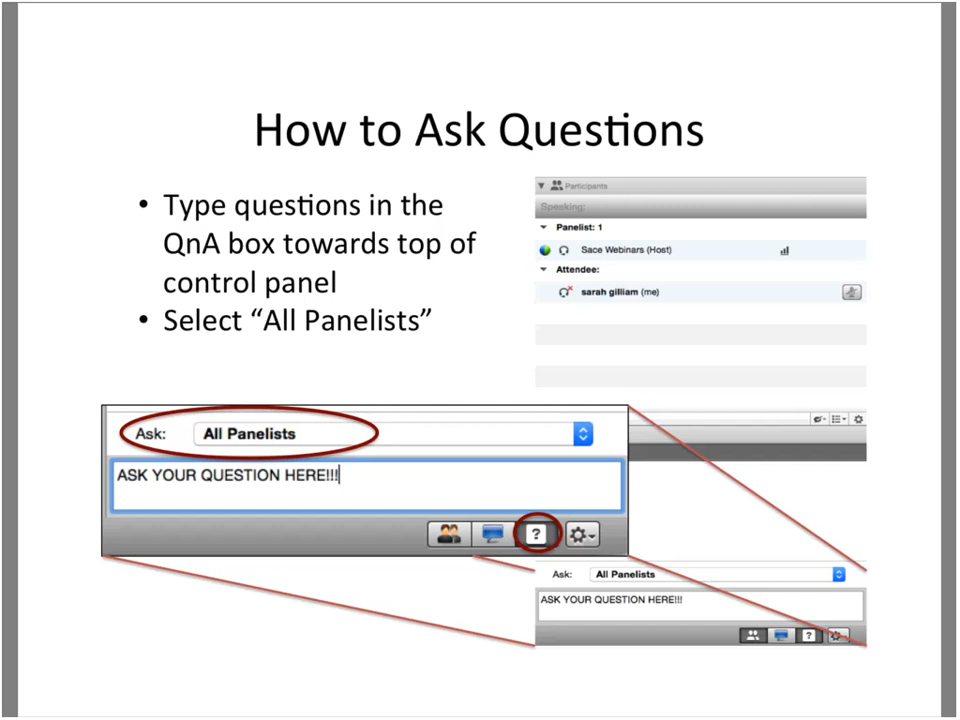 How to Ask Questions
• Type questions in the
QnA box towards top of
control panel
• Select “All Panelists”
Participants
Speaking:
Panelist: 1
Sace Webinars (Host)
Attendee:
sarah gilliam (me)
Ask: All Panelists
ASK YOUR QUESTION HERE!!!
?
Ask: All Panelists
ASK YOUR QUESTION HERE!!!
?